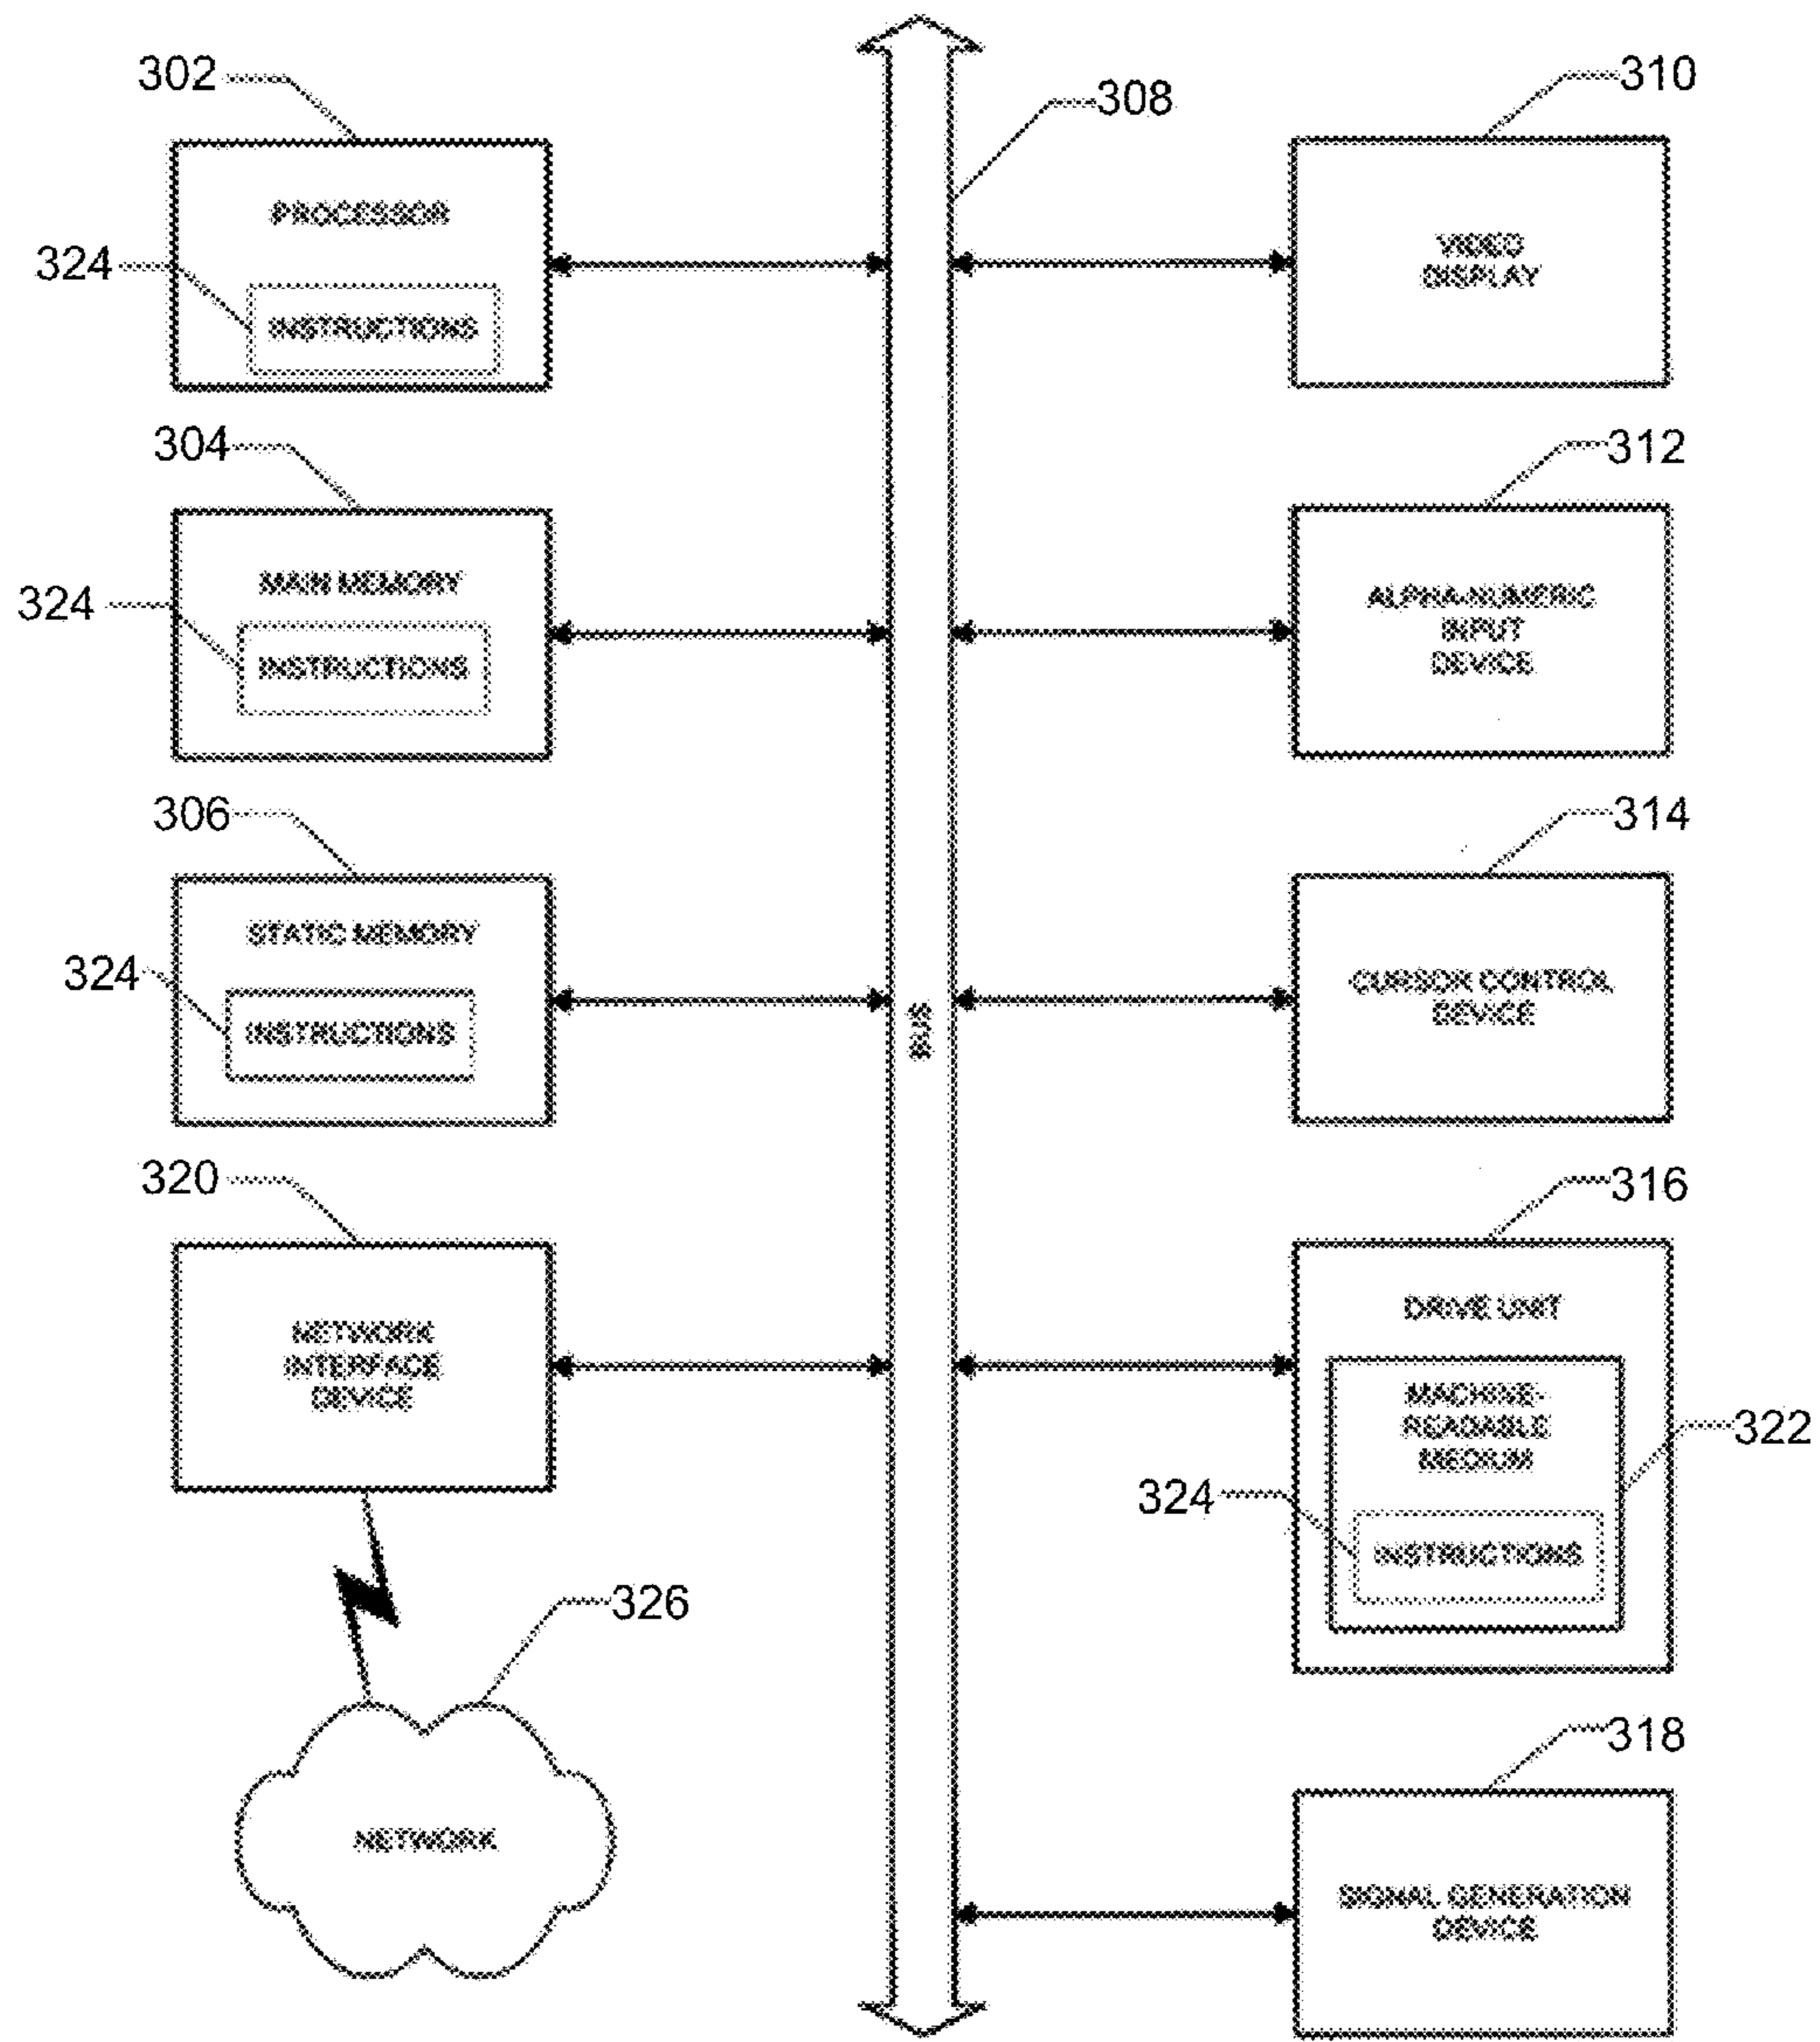 302
308
310
PROCESSOR
324
INSTRUCTIONS
VIDEO
DISPLAY
304
312
MAIN MEMORY
324
INSTRUCTIONS
ALPHA-NUMERIC
INPUT
DEVICE
306
314
STATIC MEMORY
324
INSTRUCTIONS
BUS
CURSOR CONTROL
DEVICE
320
316
NETWORK
INTERFACE
DEVICE
DRIVE UNIT
MACHINE-
READABLE
MEDIUM
322
324
INSTRUCTIONS
326
NETWORK
318
SIGNAL GENERATION
DEVICE